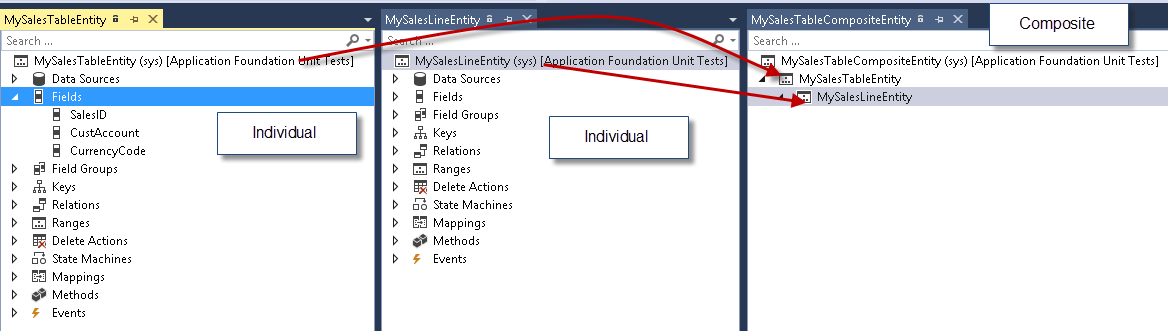 MySalesTableEntity
Search ...
MySalesTableEntity (sys) [Application Foundation Unit Tests]
Data Sources
Fields
SalesID
CustAccount
CurrencyCode
Field Groups
Keys
Relations
Ranges
Delete Actions
State Machines
Mappings
Methods
Events
Individual
MySalesLineEntity
Search ...
MySalesLineEntity (sys) [Application Foundation Unit Tests]
Data Sources
Fields
Field Groups
Keys
Relations
Ranges
Delete Actions
State Machines
Mappings
Methods
Events
Individual
MySalesTableCompositeEntity
Composite
Search ...
MySalesTableCompositeEntity (sys) [Application Foundation Unit Tests]
MySalesTableEntity
MySalesLineEntity